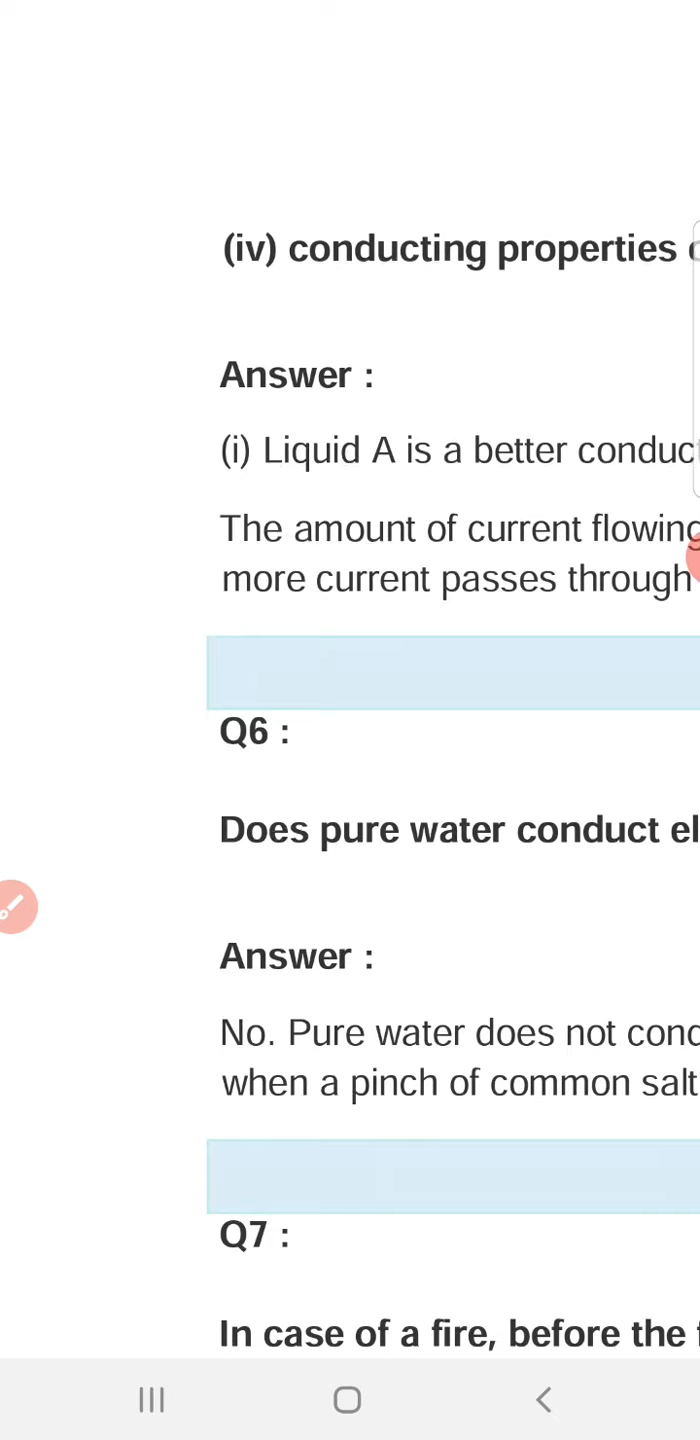 (iv) conducting properties
Answer :
(i) Liquid A is a better conduc
The amount of current flowing
more current passes through
Q6 :
Does pure water conduct el
Answer :
No. Pure water does not conc
when a pinch of common salt
Q7 :
In case of a fire, before the